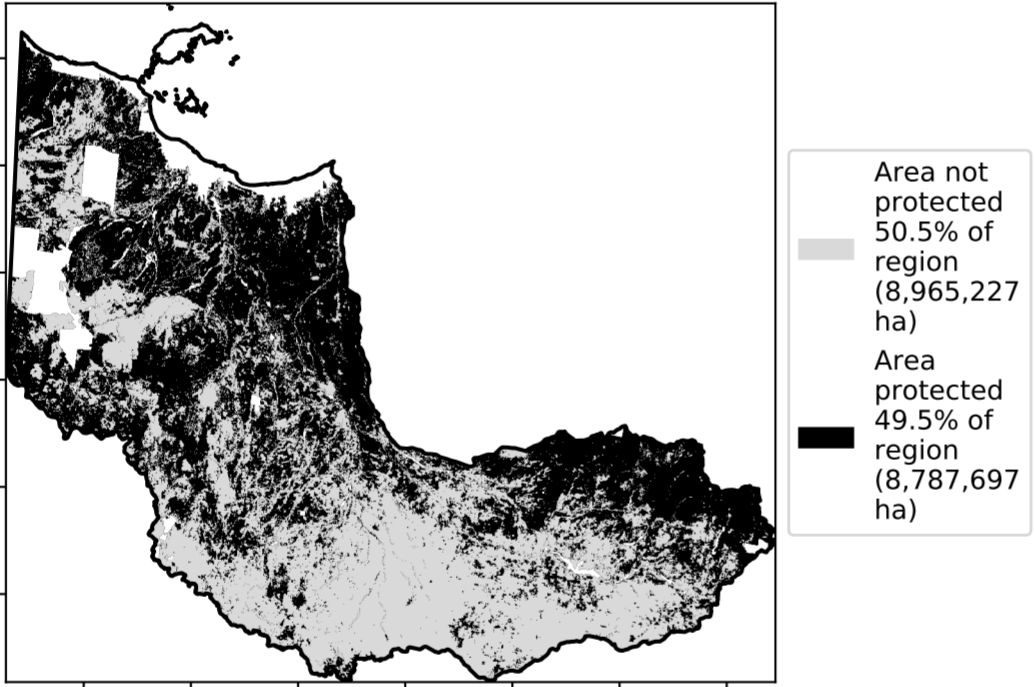 Area not
protected
50.5% of
region
(8,965,227
ha)
Area
protected
49.5% of
region
(8,787,697
ha)